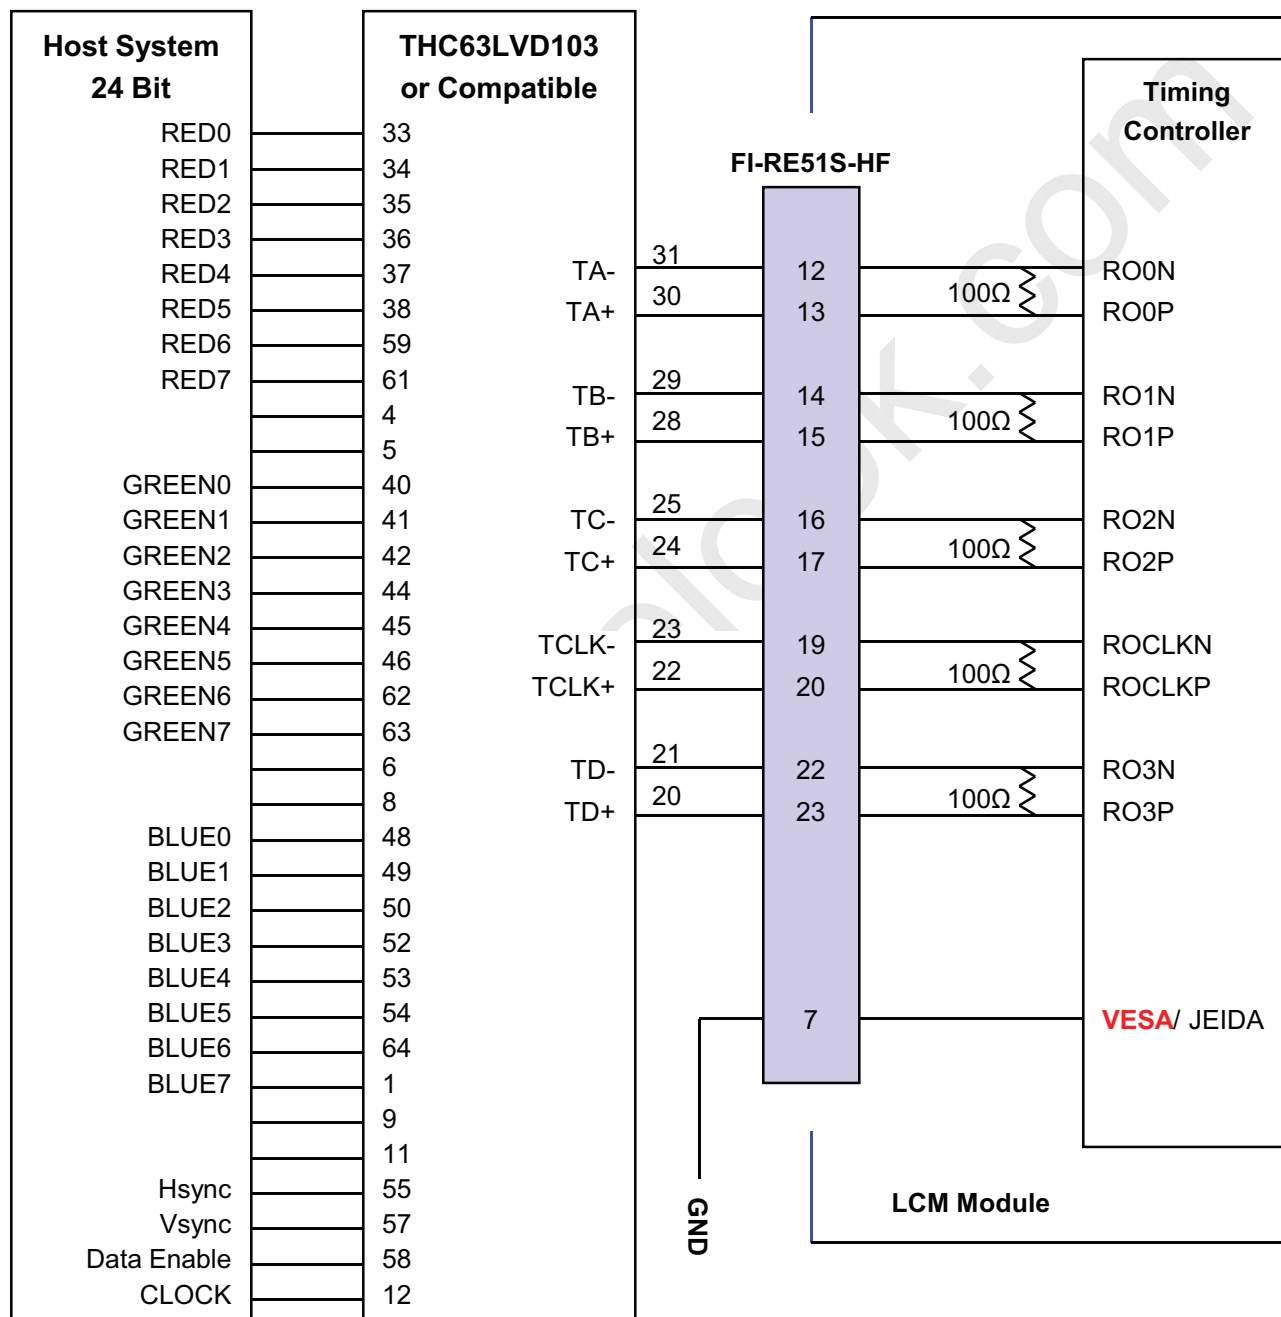 Host System
24 Bit
THC63LVD103
or Compatible
Timing
Controller
FI-RE51S-HF
RED0 33
RED1 34
RED2 35
RED3 36
RED4 37
RED5 38
RED6 59
RED7 61
4
5
GREEN0 40
GREEN1 41
GREEN2 42
GREEN3 44
GREEN4 45
GREEN5 46
GREEN6 62
GREEN7 63
6
8
BLUE0 48
BLUE1 49
BLUE2 50
BLUE3 52
BLUE4 53
BLUE5 54
BLUE6 64
BLUE7 1
9
11
Hsync 55
Vsync 57
Data Enable 58
CLOCK 12
TA- 31 12 RO0N
100Ω
TA+ 30 13 RO0P
TB- 29 14 RO1N
100Ω
TB+ 28 15 RO1P
TC- 25 16 RO2N
100Ω
TC+ 24 17 RO2P
TCLK- 23 19 ROCLKN
100Ω
TCLK+ 22 20 ROCLKP
TD- 21 22 RO3N
100Ω
TD+ 20 23 RO3P
7 VESA/ JEIDA
GND
LCM Module